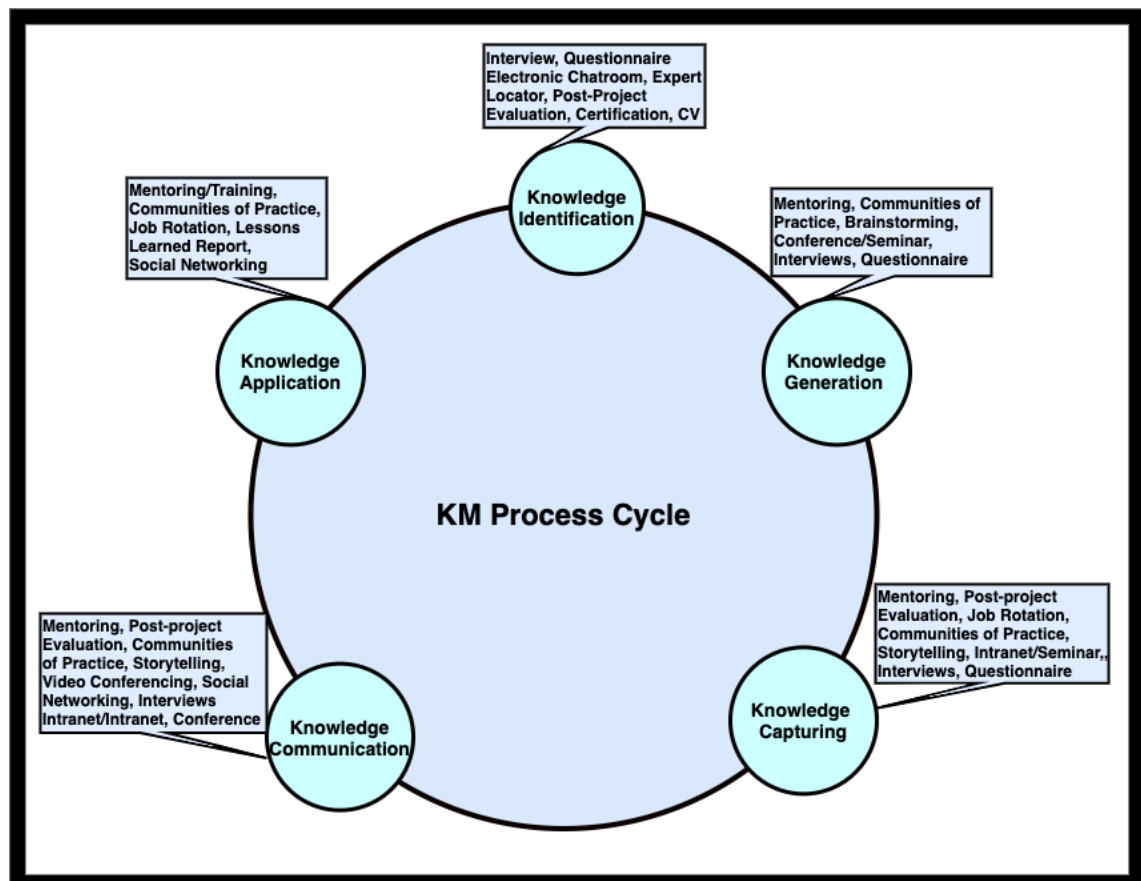 Interview, Questionnaire
Electronic Chatroom, Expert
Locator, Post-Project
Evaluation, Certification, CV
Knowledge
Identification
Mentoring, Communities of
Practice, Brainstorming,
Conference/Seminar,
Interviews, Questionnaire
Knowledge
Generation
Mentoring, Post-project
Evaluation, Job Rotation,
Communities of Practice,
Storytelling, Intranet/Seminar,,
Interviews, Questionnaire
Knowledge
Capturing
Mentoring, Post-project
Evaluation, Communities
of Practice, Storytelling,
Video Conferencing, Social
Networking, Interviews
Intranet/Intranet, Conference
Knowledge
Communication
Mentoring/Training,
Communities of Practice,
Job Rotation, Lessons
Learned Report,
Social Networking
Knowledge
Application
KM Process Cycle